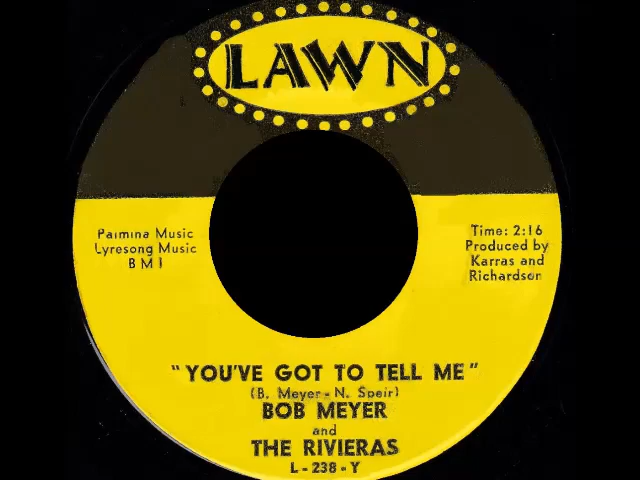 LAWN
Palmina Music
Lyresong Music
B M I
Time: 2:16
Produced by
Karras and
Richardson
"YOU'VE GOT TO TELL ME"
(B. Meyer - N. Speir)
BOB MEYER
and
THE RIVIERAS
L - 238 - Y